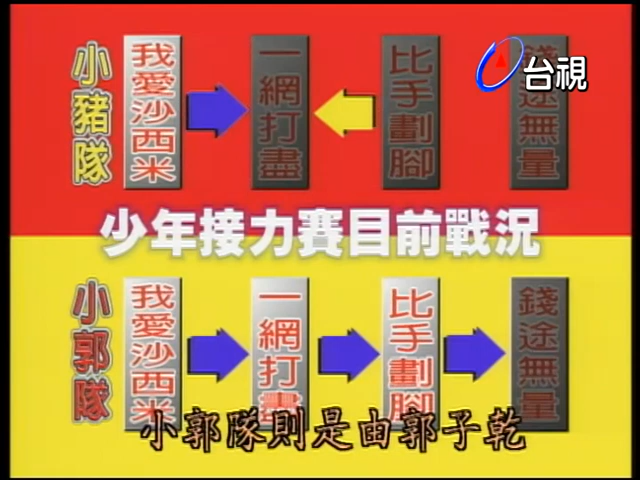 小豬隊
我愛沙西米
一網打盡
比手劃腳
錢途無量
台視
少年接力賽目前戰況
小郭隊
我愛沙西米
一網打盡
比手劃腳
錢途無量
小郭隊則是由郭子乾